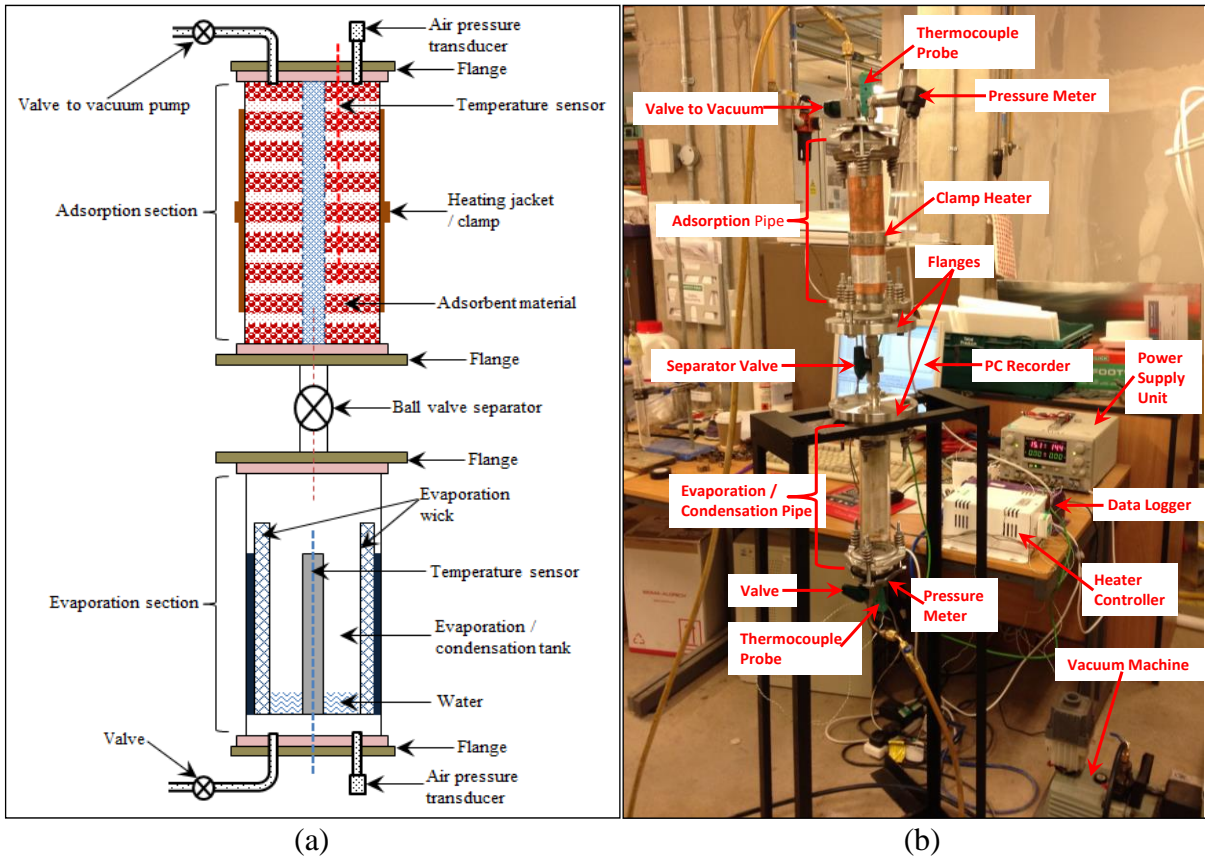 Valve to vacuum pump
Air pressure
transducer
Flange
Temperature sensor
Adsorption section
Heating jacket
/ clamp
Adsorbent material
Flange
Ball valve separator
Flange
Evaporation
wick
Temperature sensor
Evaporation section
Evaporation /
condensation tank
Water
Valve
Flange
Air pressure
transducer
(a)
Thermocouple
Probe
Valve to Vacuum
Pressure Meter
Clamp Heater
Adsorption Pipe
Flanges
Separator Valve
PC Recorder
Power
Supply
Unit
Evaporation /
Condensation Pipe
Data Logger
Heater
Controller
Valve
Pressure
Meter
Thermocouple
Probe
Vacuum Machine
(b)